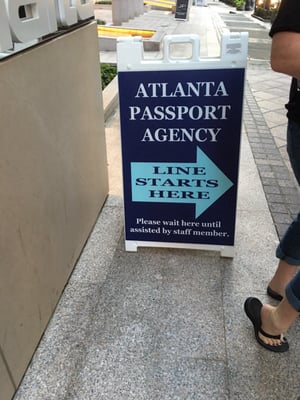 ATLANTA
PASSPORT
AGENCY
LINE
STARTS
HERE
Please wait here until
assisted by staff member.